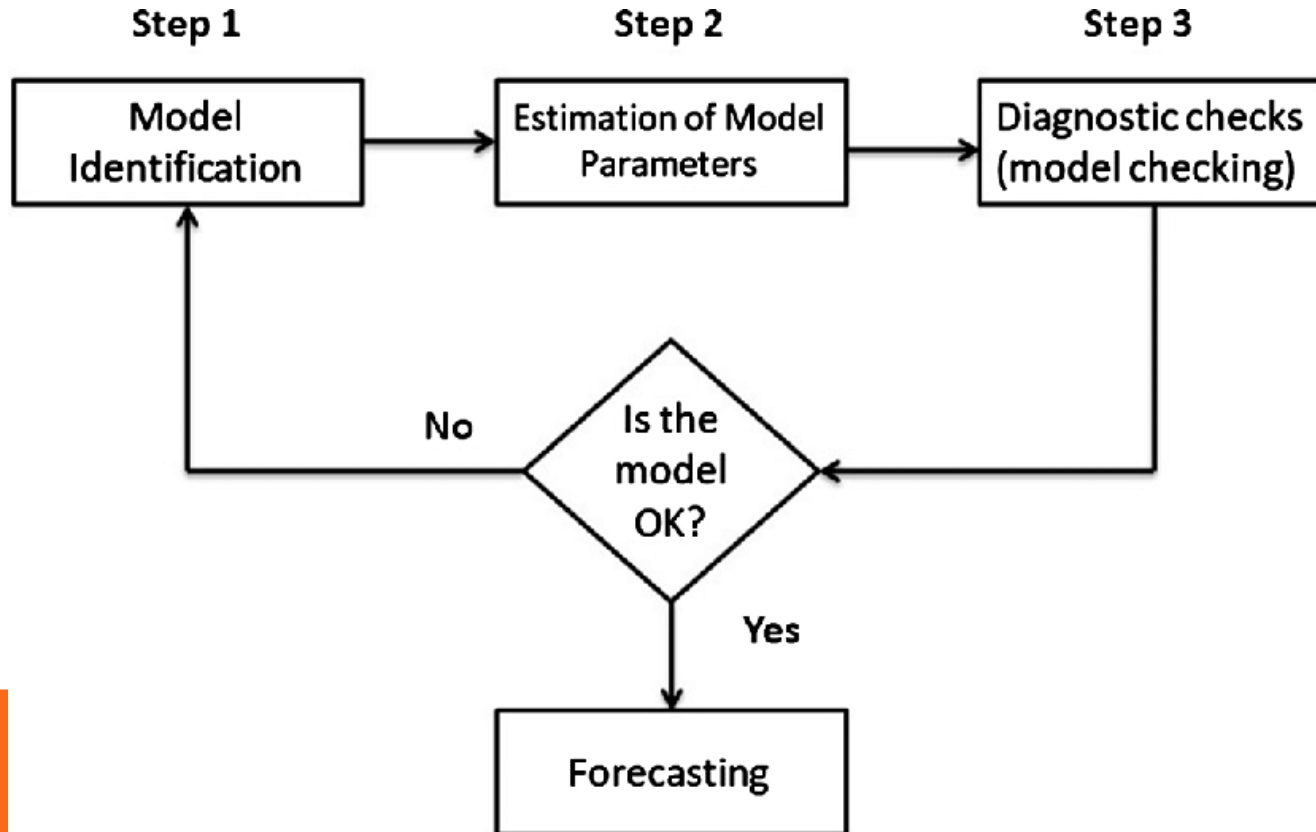 Step 1
Step 2
Step 3
Model
Identification
Estimation of Model
Parameters
Diagnostic checks
(model checking)
No
Is the
model
OK?
Yes
Forecasting